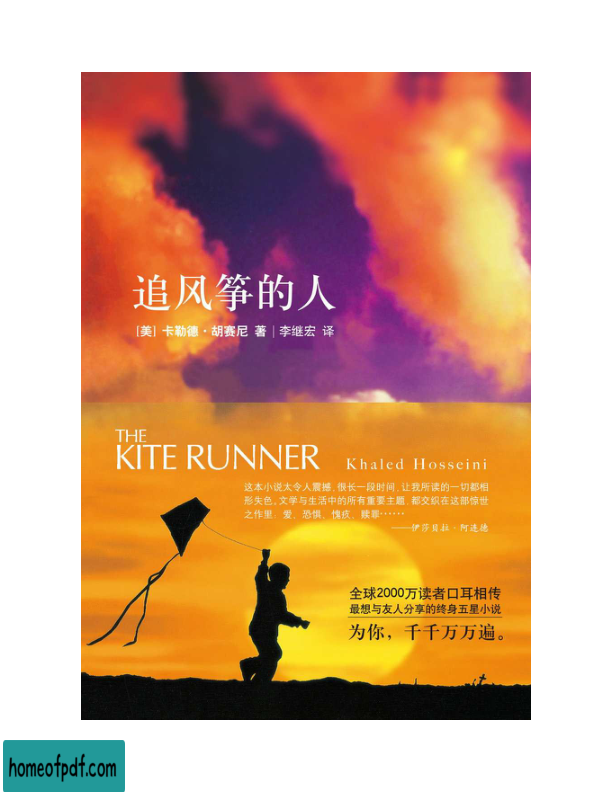 追风筝的人
[美] 卡勒德·胡赛尼 著 | 李继宏 译
THE
KITE RUNNER
Khaled Hosseini
这本小说太令人震撼，很长一段时间，让我所读的一切都相
形失色。文学与生活中的所有重要主题，都交织在这部惊世
之作里：爱、恐惧、愧疚、赎罪……
——伊莎贝拉·阿连德
全球2000万读者口耳相传
最想与友人分享的终身五星小说
为你，千千万万遍。
homeofpdf.com